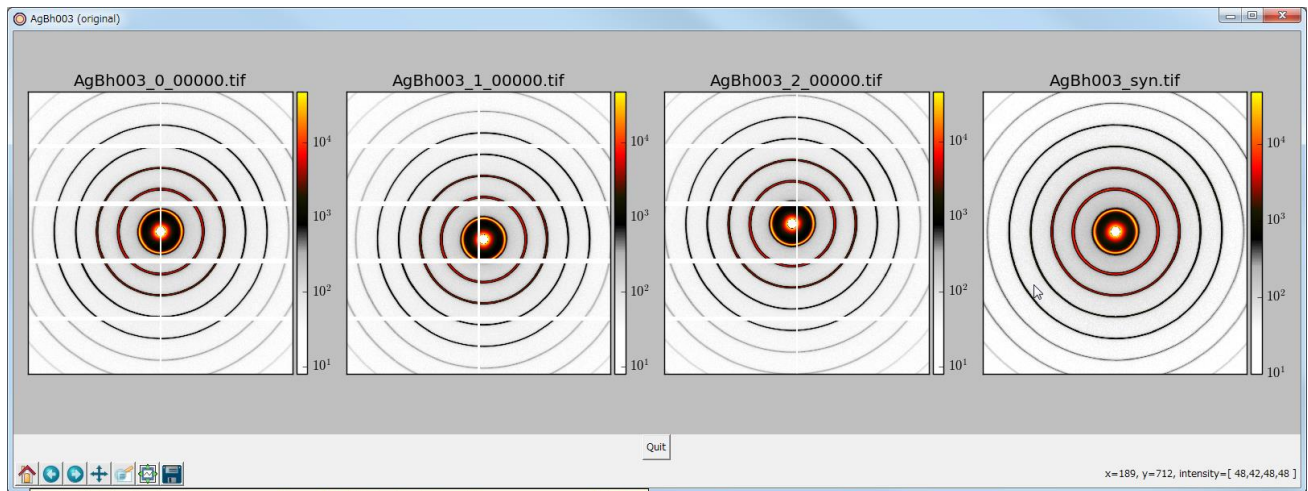 AgBh003 (original)
AgBh003_0_00000.tif
AgBh003_1_00000.tif
AgBh003_2_00000.tif
AgBh003_syn.tif
10⁴
10³
10²
10¹
10⁴
10³
10²
10¹
10⁴
10³
10²
10¹
10⁴
10³
10²
10¹
Quit
x=189, y=712, intensity=[ 48,42,48,48 ]